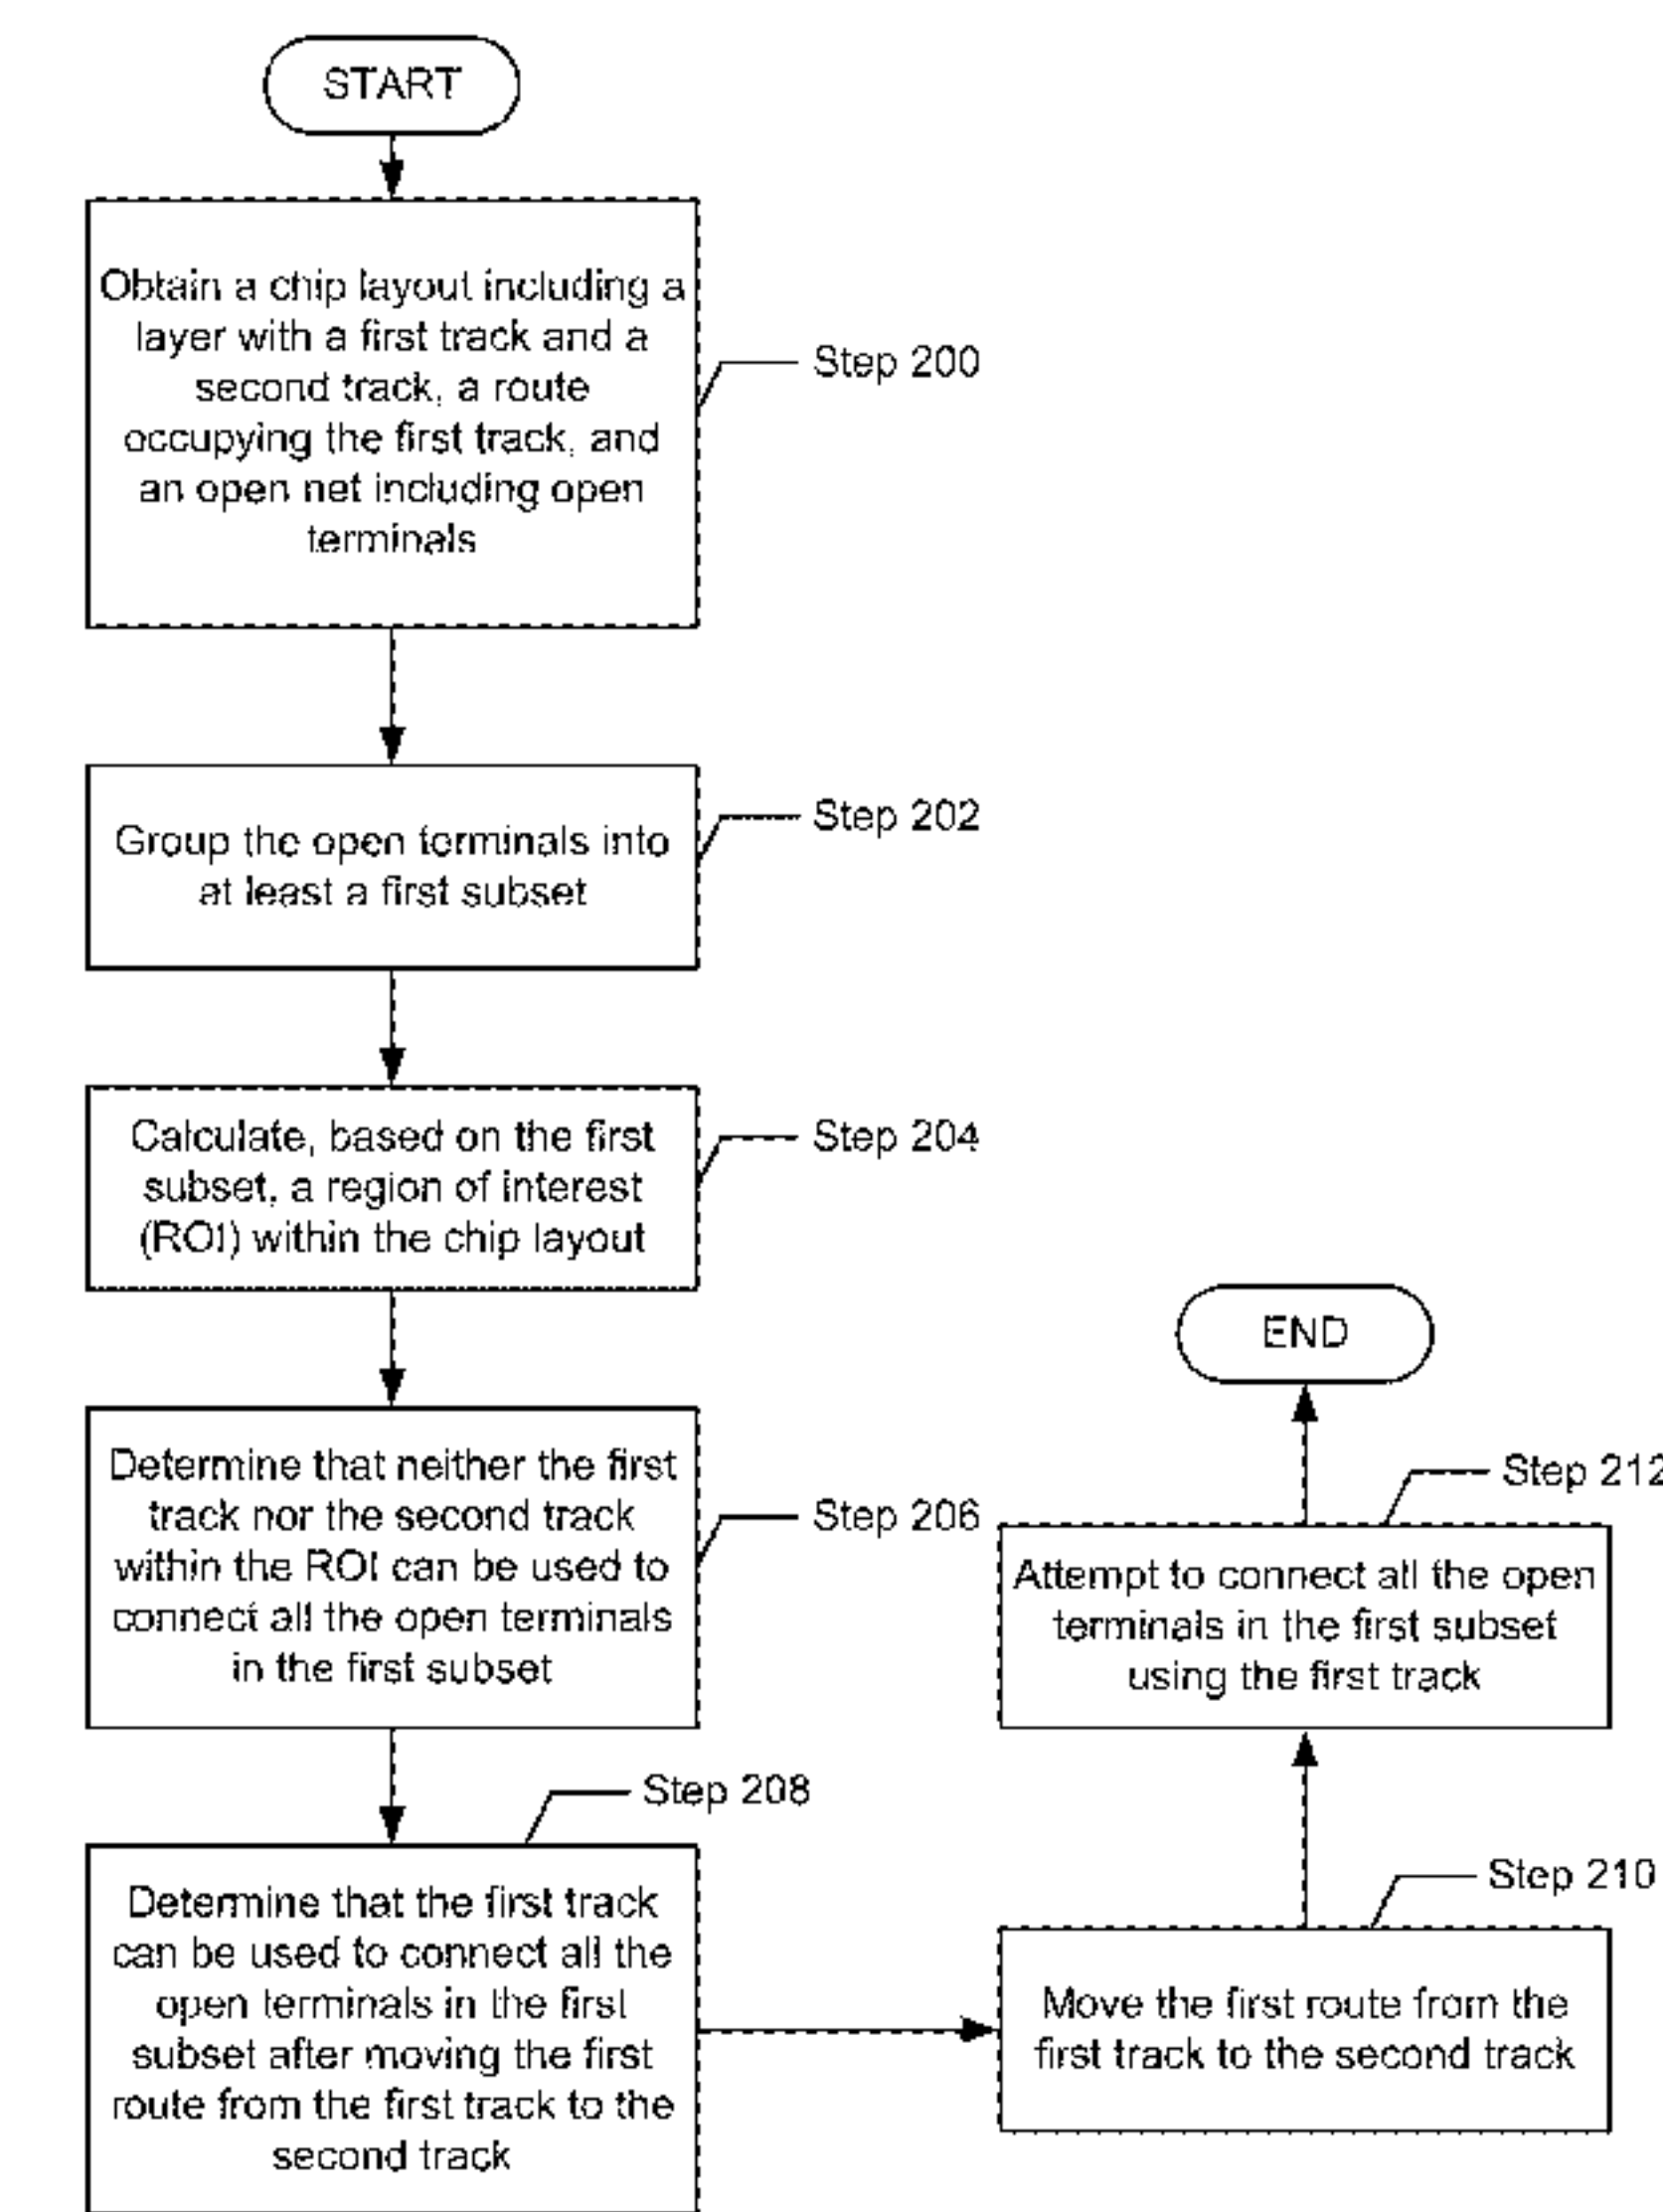 START
Obtain a chip layout including a
layer with a first track and a
second track, a route
occupying the first track, and
an open net including open
terminals
Step 200
Group the open terminals into
at least a first subset
Step 202
Calculate, based on the first
subset, a region of interest
(ROI) within the chip layout
Step 204
Determine that neither the first
track nor the second track
within the ROI can be used to
connect all the open terminals
in the first subset
Step 206
Step 208
Determine that the first track
can be used to connect all the
open terminals in the first
subset after moving the first
route from the first track to the
second track
Step 210
Move the first route from the
first track to the second track
Step 212
Attempt to connect all the open
terminals in the first subset
using the first track
END